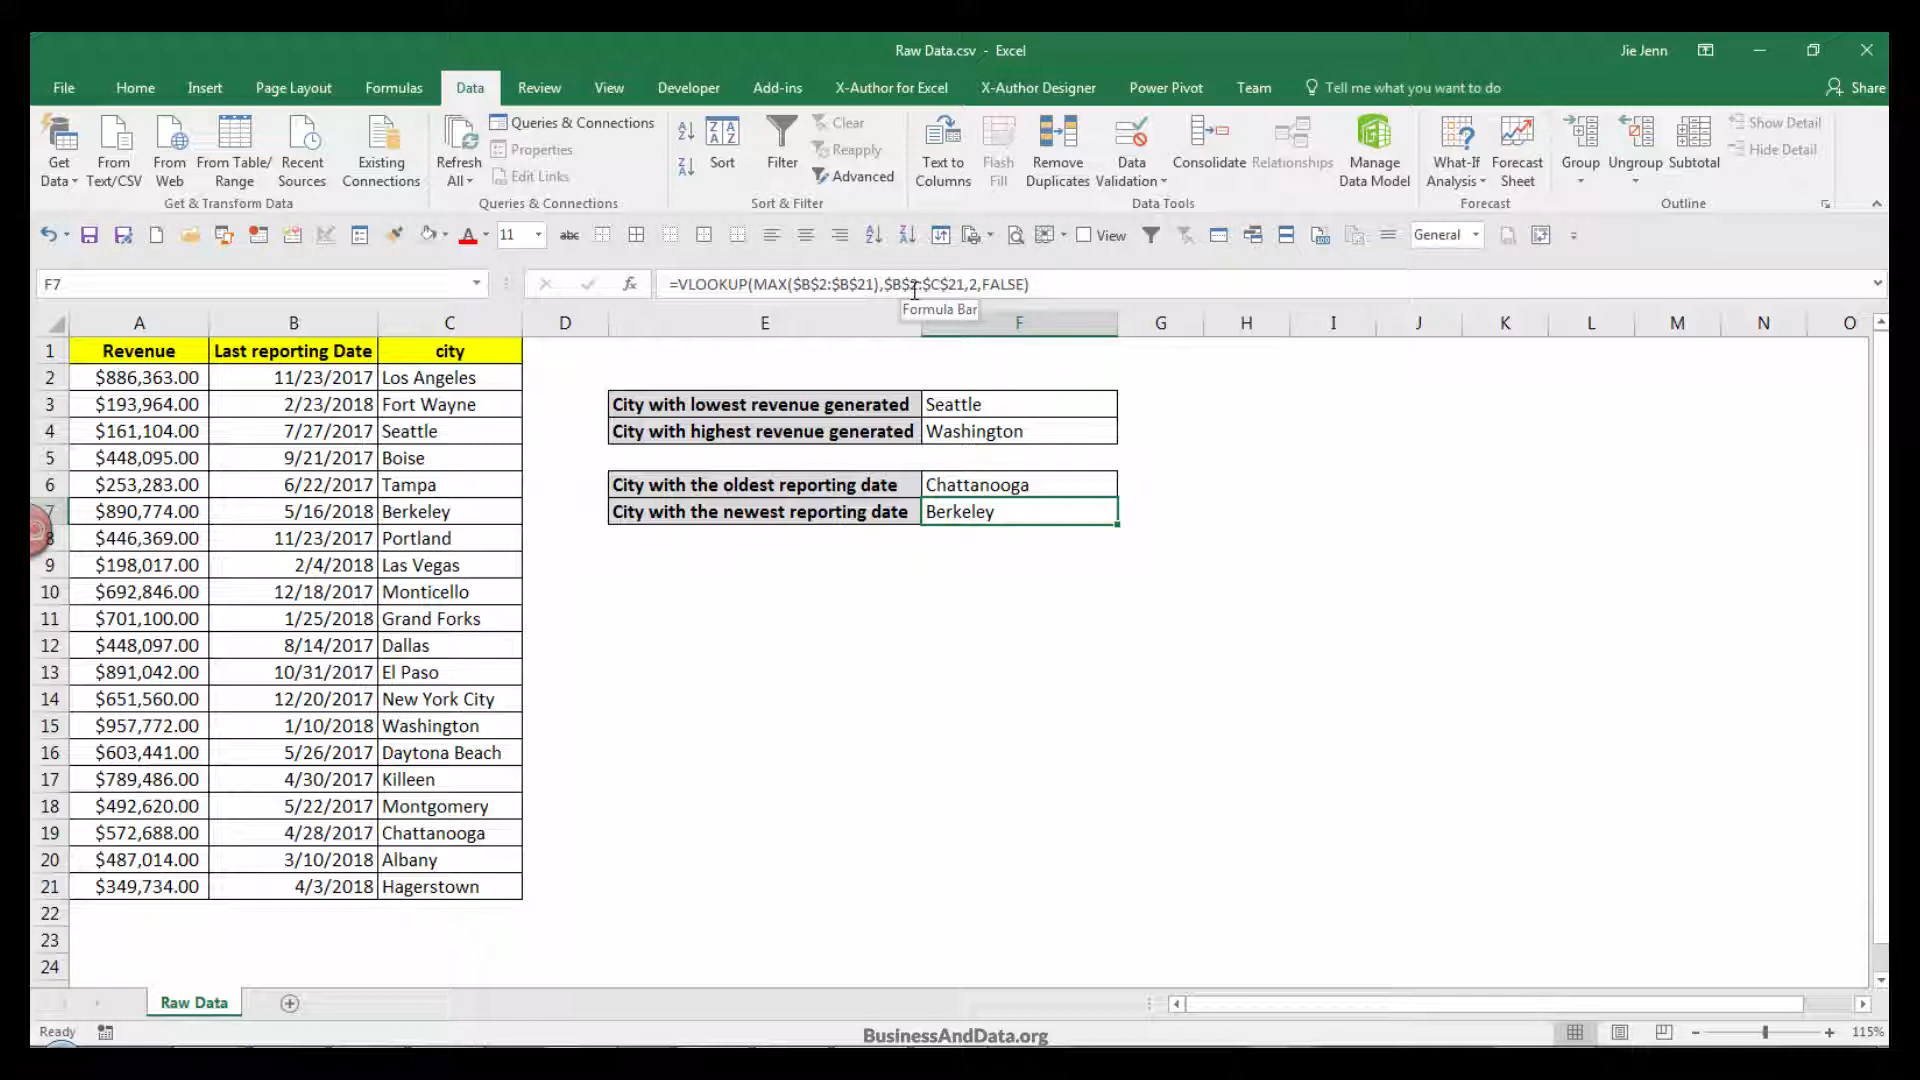 Raw Data.csv - Excel
Jie Jenn
File Home Insert Page Layout Formulas Data Review View Developer Add-ins X-Author for Excel X-Author Designer Power Pivot Team Tell me what you want to do Share
Get Data
From Text/CSV
From Web
From Table/ Range
Recent Sources
Existing Connections
Get & Transform Data
Refresh All
Queries & Connections
Properties
Edit Links
Queries & Connections
Sort
Filter
Clear
Reapply
Advanced
Sort & Filter
Text to Columns
Flash Fill
Remove Duplicates
Data Validation
Consolidate
Relationships
Manage Data Model
Data Tools
What-If Analysis
Forecast Sheet
Forecast
Group
Ungroup
Subtotal
Show Detail
Hide Detail
Outline
11 abc View General
F7 fx =VLOOKUP(MAX($B$2:$B$21),$B$2:$C$21,2,FALSE)
Formula Bar
A B C D E F G H I J K L M N O
1 Revenue Last reporting Date city
2 $886,363.00 11/23/2017 Los Angeles
3 $193,964.00 2/23/2018 Fort Wayne City with lowest revenue generated Seattle
4 $161,104.00 7/27/2017 Seattle City with highest revenue generated Washington
5 $448,095.00 9/21/2017 Boise
6 $253,283.00 6/22/2017 Tampa City with the oldest reporting date Chattanooga
7 $890,774.00 5/16/2018 Berkeley City with the newest reporting date Berkeley
8 $446,369.00 11/23/2017 Portland
9 $198,017.00 2/4/2018 Las Vegas
10 $692,846.00 12/18/2017 Monticello
11 $701,100.00 1/25/2018 Grand Forks
12 $448,097.00 8/14/2017 Dallas
13 $891,042.00 10/31/2017 El Paso
14 $651,560.00 12/20/2017 New York City
15 $957,772.00 1/10/2018 Washington
16 $603,441.00 5/26/2017 Daytona Beach
17 $789,486.00 4/30/2017 Killeen
18 $492,620.00 5/22/2017 Montgomery
19 $572,688.00 4/28/2017 Chattanooga
20 $487,014.00 3/10/2018 Albany
21 $349,734.00 4/3/2018 Hagerstown
22
23
24
Raw Data
Ready
BusinessAndData.org
115%